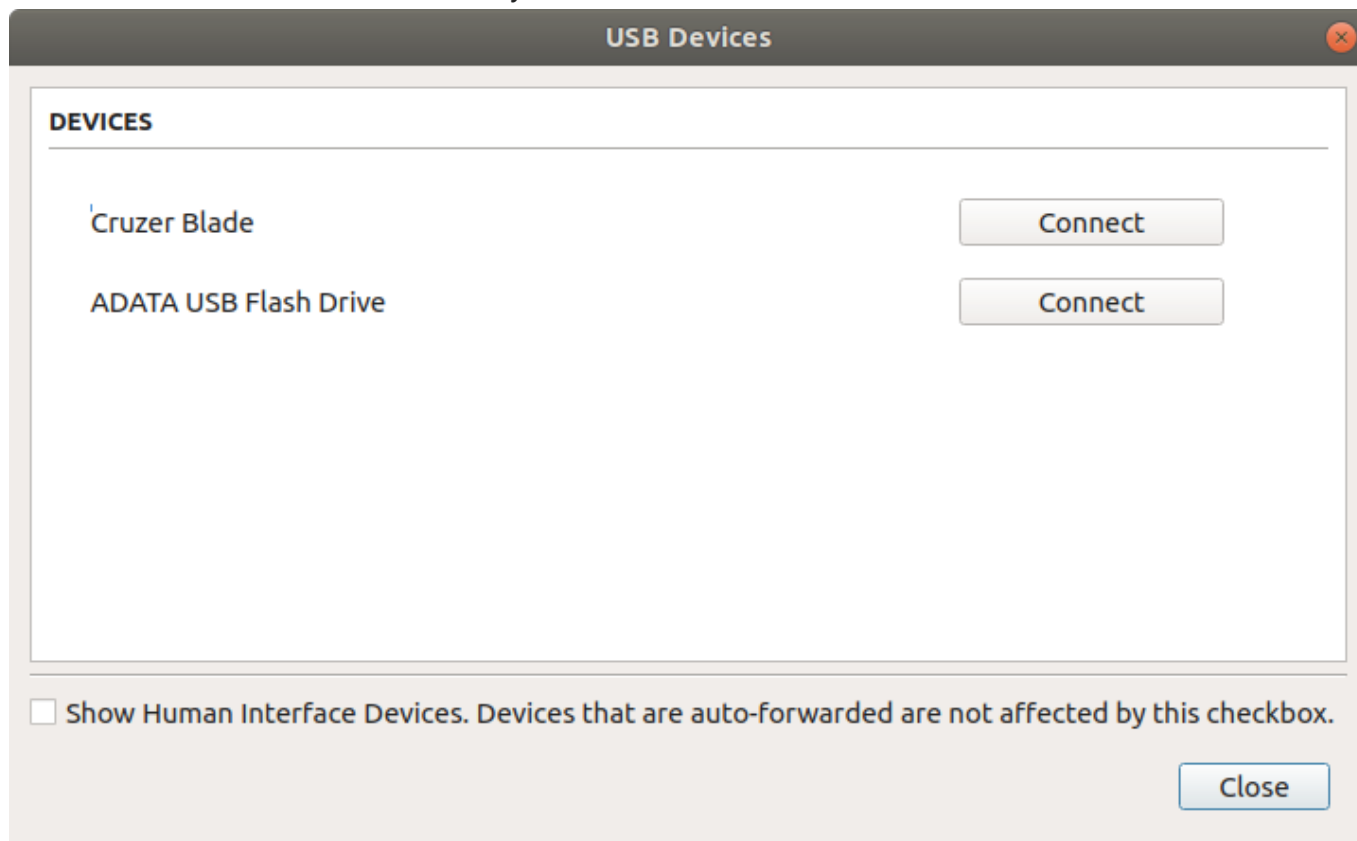 USB Devices
DEVICES
Cruzer Blade Connect
ADATA USB Flash Drive Connect
Show Human Interface Devices. Devices that are auto-forwarded are not affected by this checkbox.
Close